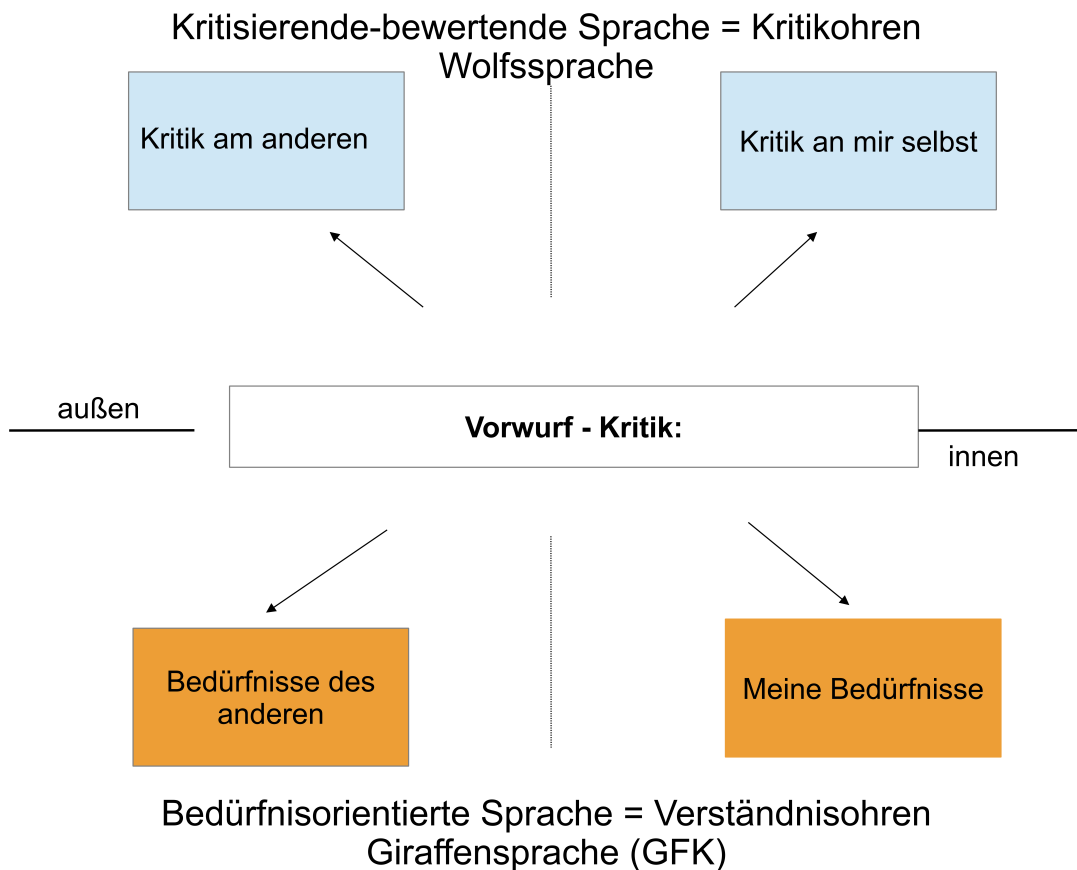 Kritisierende-bewertende Sprache = Kritikohren
Wolfssprache
Kritik am anderen
Kritik an mir selbst
außen
Vorwurf - Kritik:
innen
Bedürfnisse des
anderen
Meine Bedürfnisse
Bedürfnisorientierte Sprache = Verständnisohren
Giraffensprache (GFK)